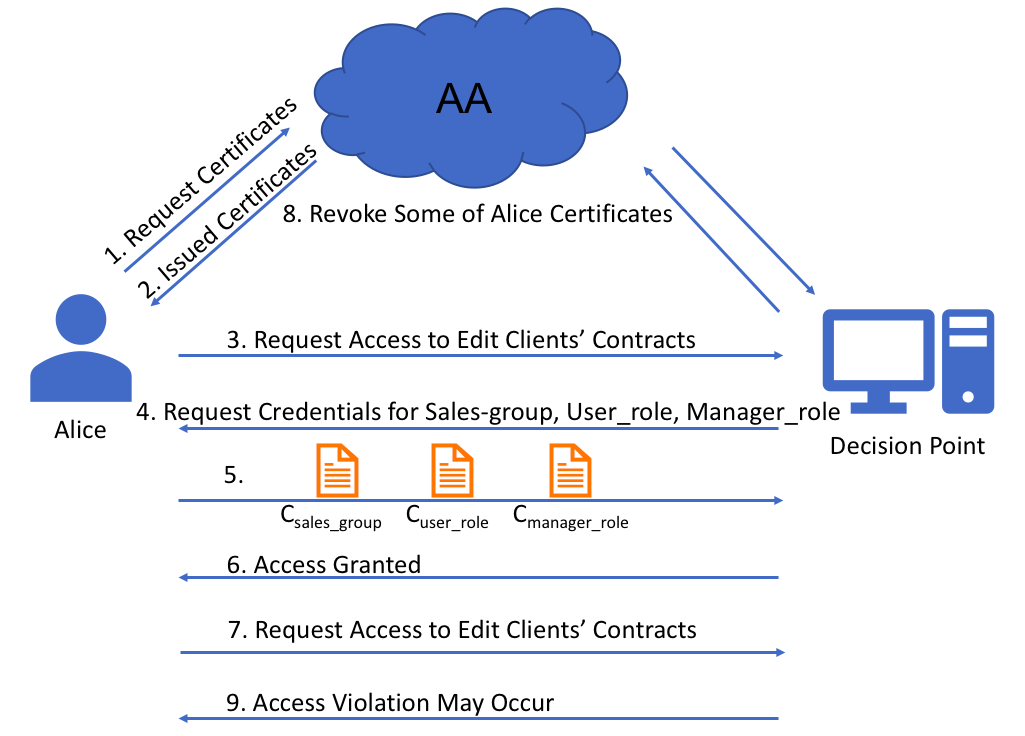 AA
1. Request Certificates
2. Issued Certificates
8. Revoke Some of Alice Certificates
3. Request Access to Edit Clients’ Contracts
4. Request Credentials for Sales-group, User_role, Manager_role
Alice
Decision Point
5.
Csales_group Cuser_role Cmanager_role
6. Access Granted
7. Request Access to Edit Clients’ Contracts
9. Access Violation May Occur